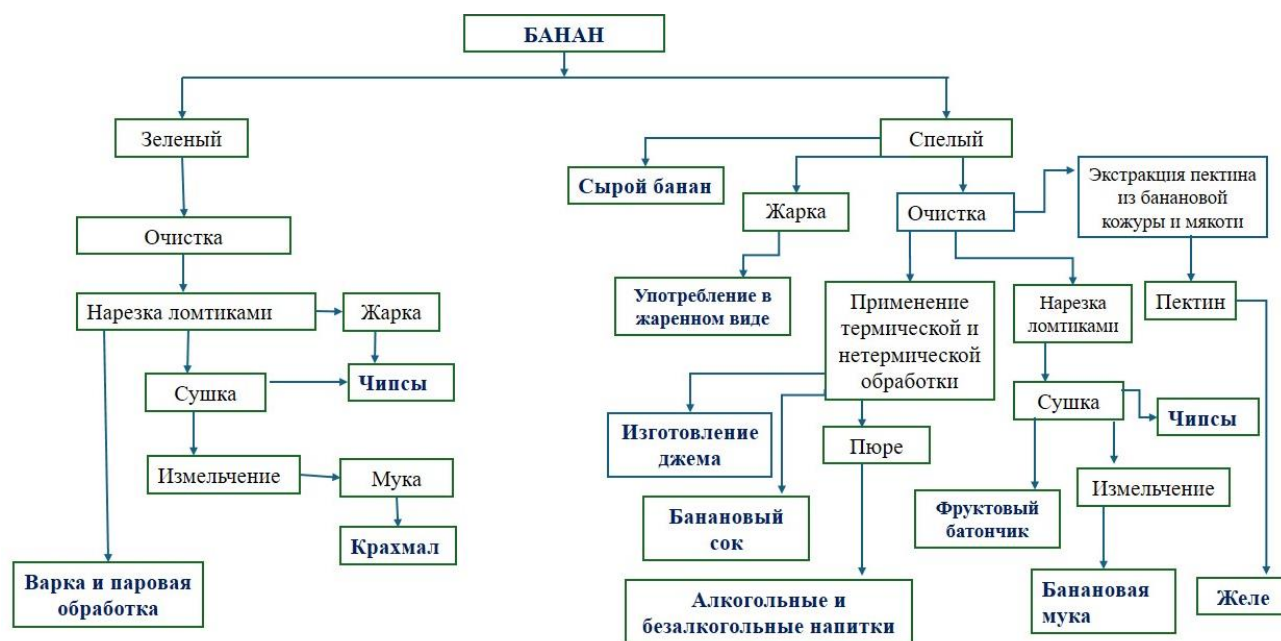 БАНАН
Зеленый
Спелый
Сырой банан
Экстракция пектина
из банановой
кожуры и мякоти
Жарка
Очистка
Очистка
Употребление в
жаренном виде
Применение
термической и
нетермической
обработки
Нарезка
ломтиками
Пектин
Нарезка ломтиками
Жарка
Чипсы
Сушка
Сушка
Чипсы
Изготовление
джема
Пюре
Измельчение
Мука
Измельчение
Банановый
сок
Фруктовый
батончик
Крахмал
Варка и паровая
обработка
Алкогольные и
безалкогольные напитки
Банановая
мука
Желе